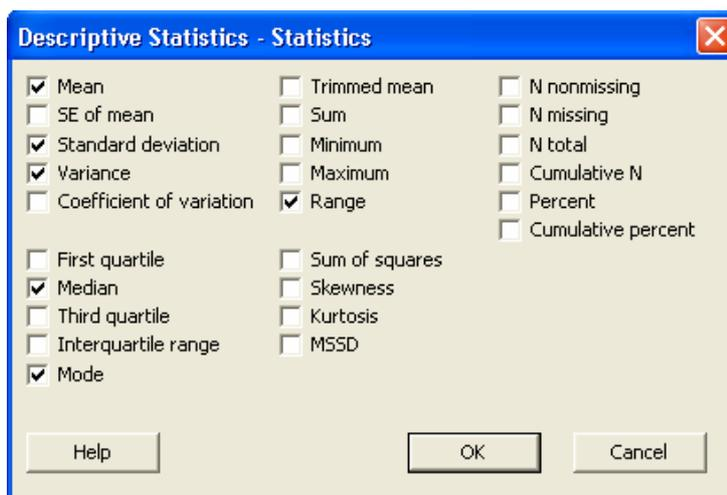 Descriptive Statistics - Statistics
Mean
SE of mean
Standard deviation
Variance
Coefficient of variation
First quartile
Median
Third quartile
Interquartile range
Mode
Trimmed mean
Sum
Minimum
Maximum
Range
Sum of squares
Skewness
Kurtosis
MSSD
N nonmissing
N missing
N total
Cumulative N
Percent
Cumulative percent
Help
OK
Cancel